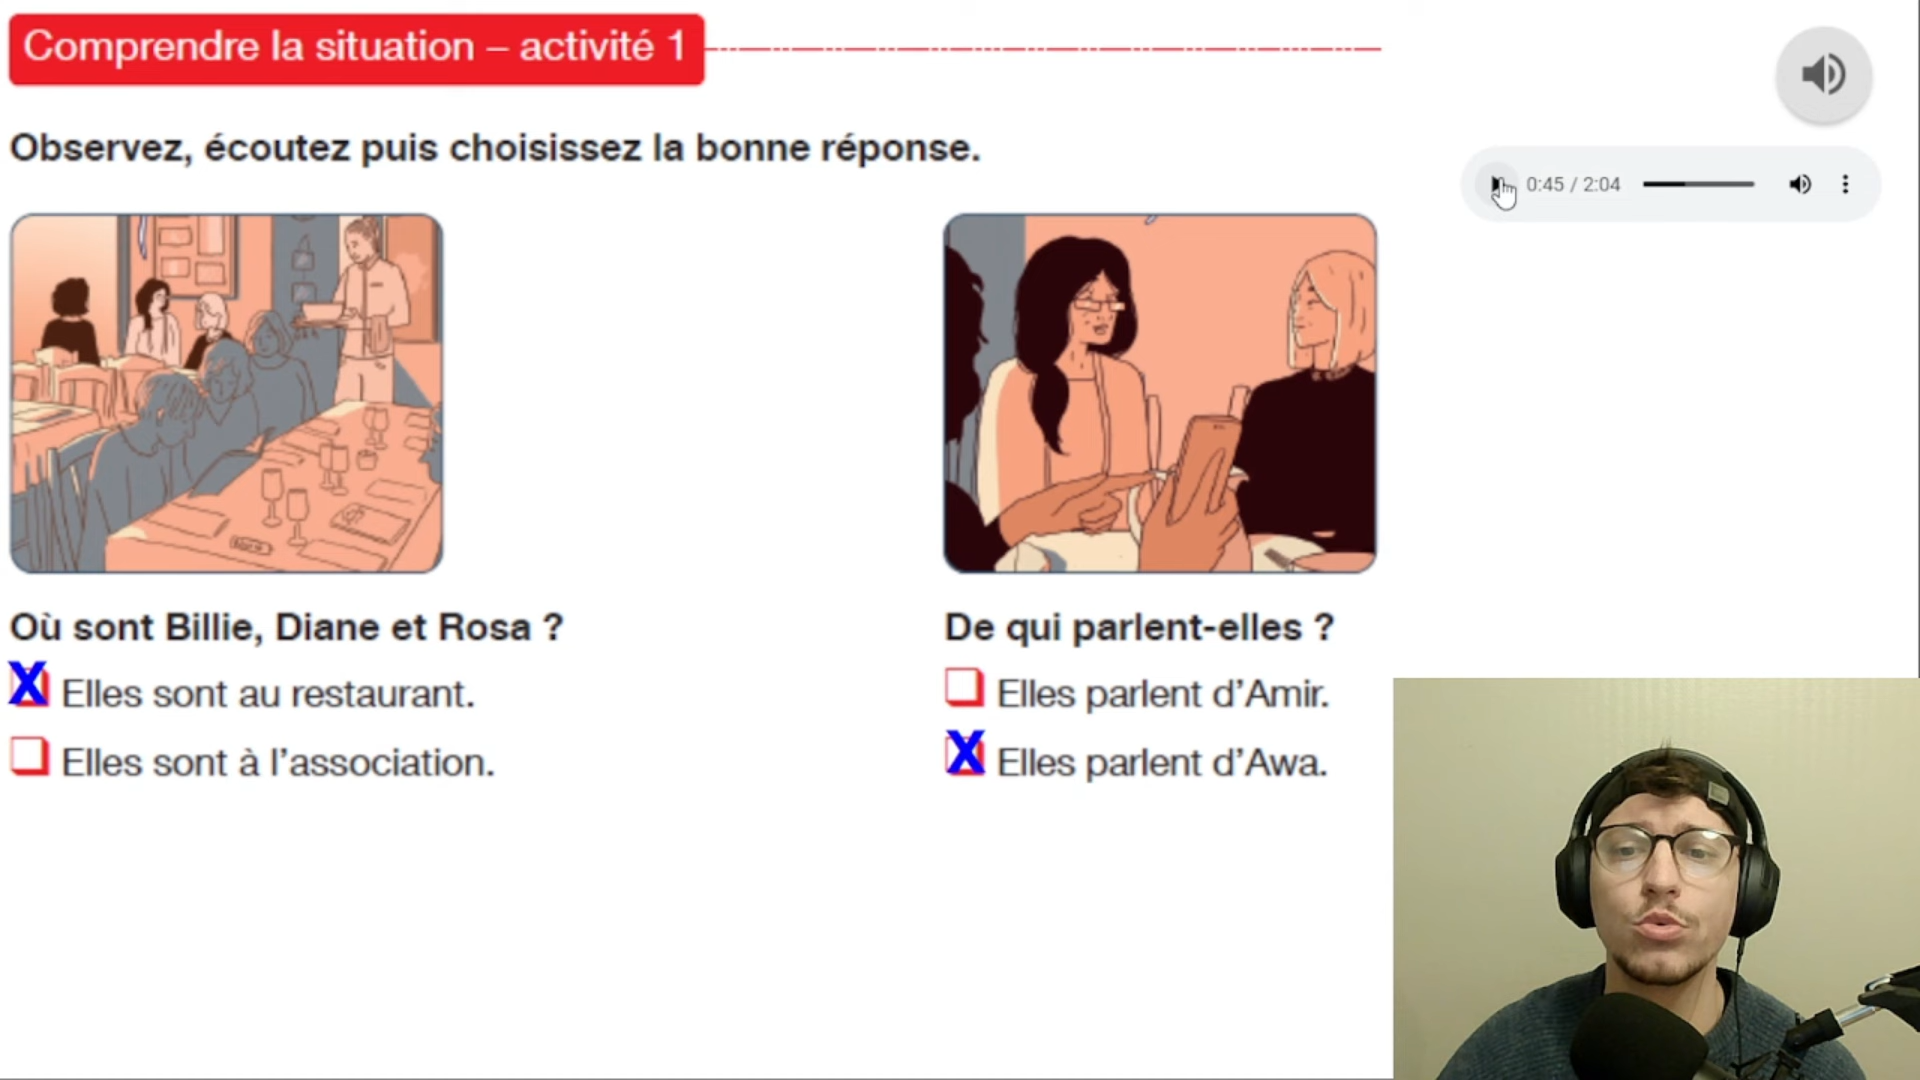 Comprendre la situation – activité 1
Observez, écoutez puis choisissez la bonne réponse.
0:45 / 2:04
Où sont Billie, Diane et Rosa ?
X Elles sont au restaurant.
Elles sont à l’association.
De qui parlent-elles ?
Elles parlent d’Amir.
X Elles parlent d’Awa.